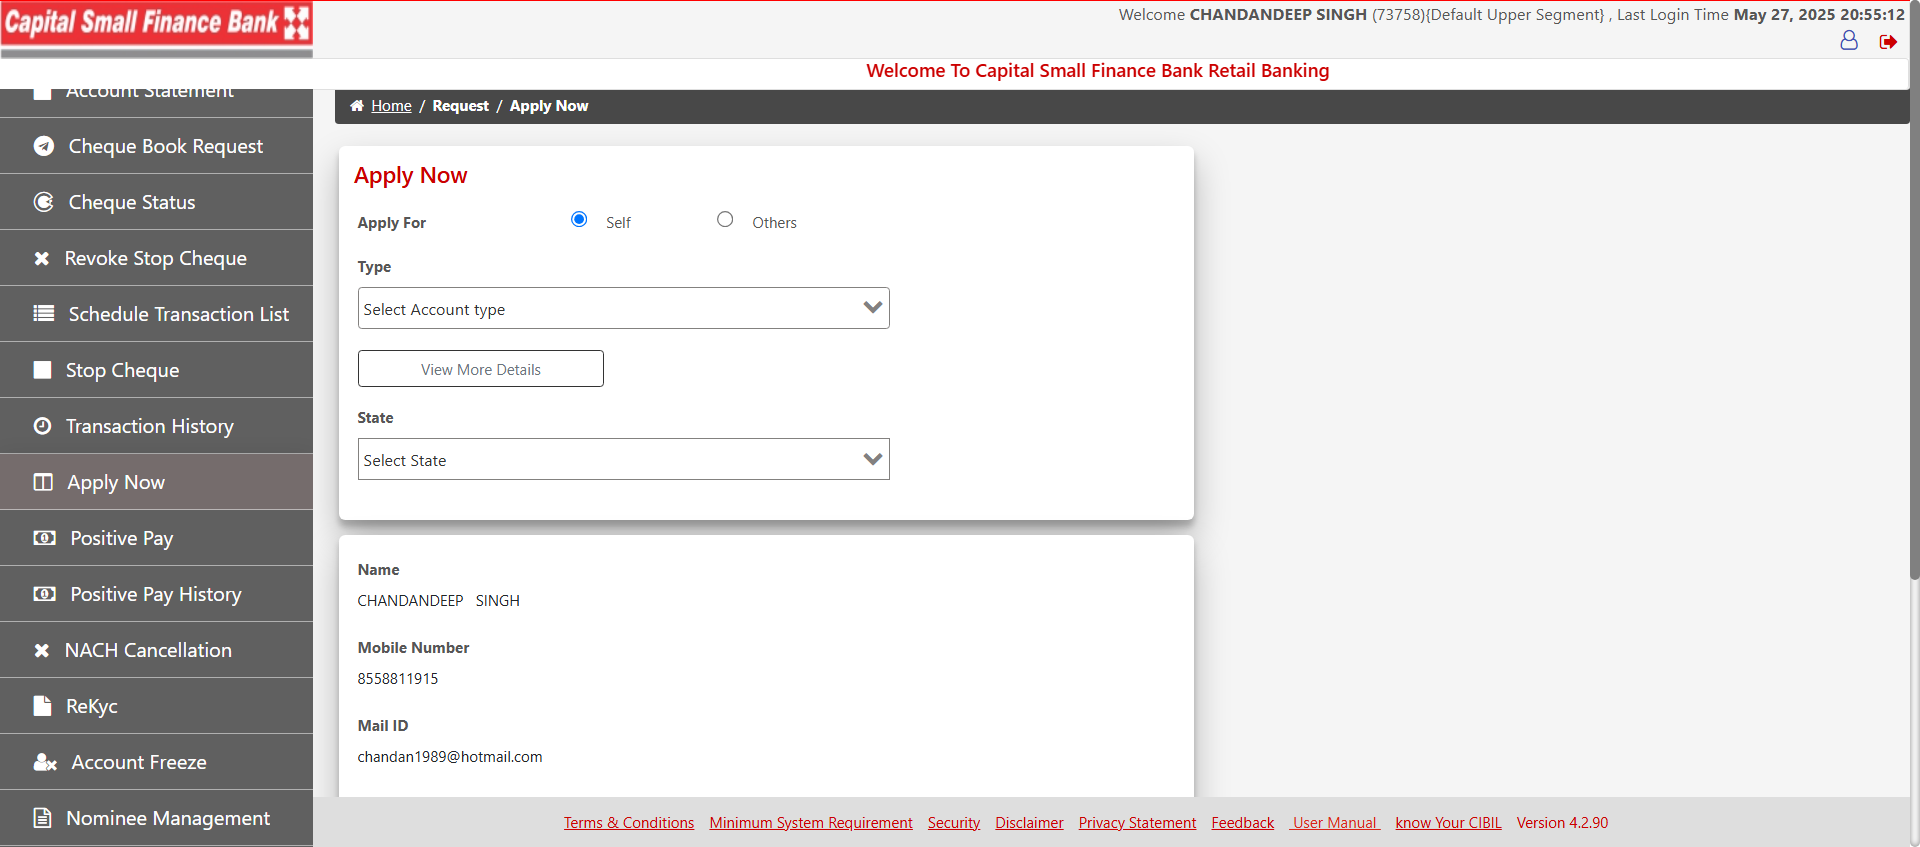 Capital Small Finance Bank
Welcome CHANDANDEEP SINGH (73758){Default Upper Segment} , Last Login Time May 27, 2025 20:55:12
Welcome To Capital Small Finance Bank Retail Banking
Account Statement
Cheque Book Request
Cheque Status
Revoke Stop Cheque
Schedule Transaction List
Stop Cheque
Transaction History
Apply Now
Positive Pay
Positive Pay History
NACH Cancellation
ReKyc
Account Freeze
Nominee Management
Home / Request / Apply Now
Apply Now
Apply For Self Others
Type
Select Account type
View More Details
State
Select State
Name
CHANDANDEEP SINGH
Mobile Number
8558811915
Mail ID
chandan1989@hotmail.com
Terms & Conditions Minimum System Requirement Security Disclaimer Privacy Statement Feedback User Manual know Your CIBIL Version 4.2.90